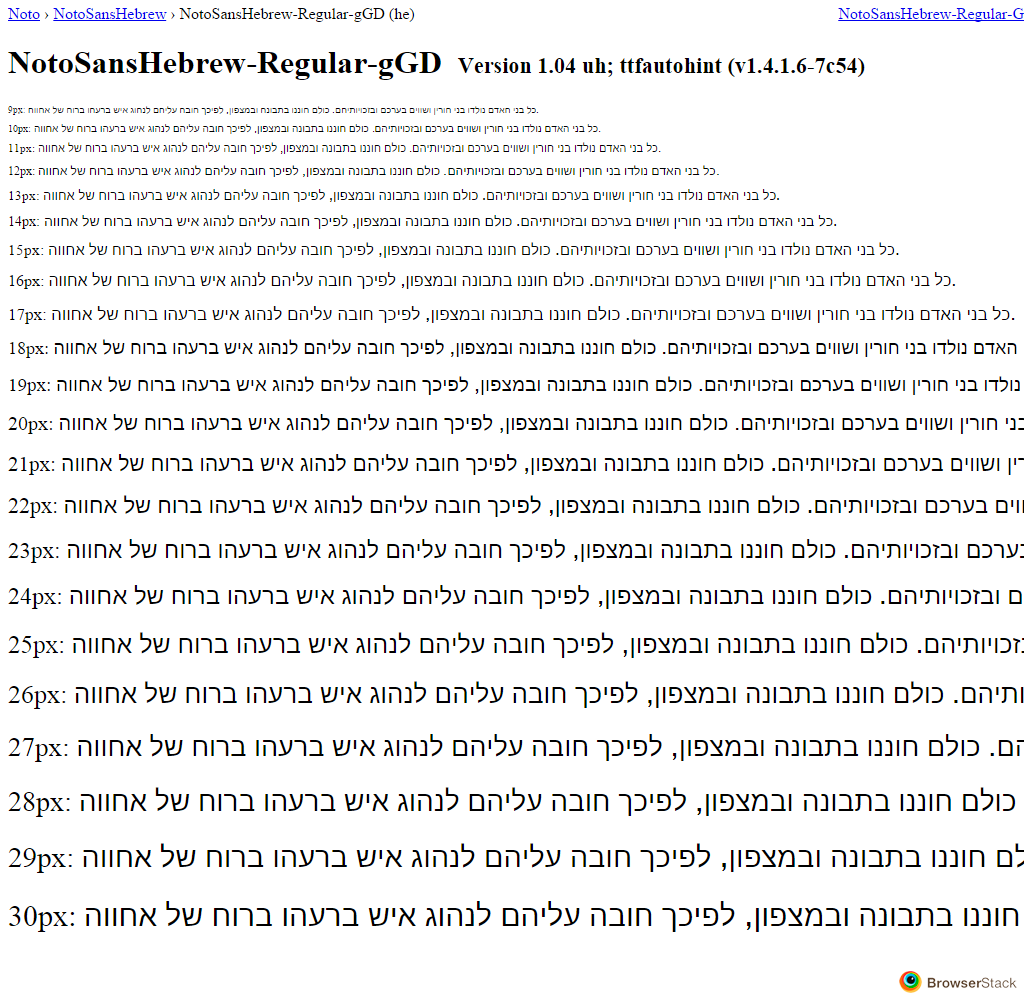 Noto › NotoSansHebrew › NotoSansHebrew-Regular-gGD (he) NotoSansHebrew-Regular-G
NotoSansHebrew-Regular-gGD Version 1.04 uh; ttfautohint (v1.4.1.6-7c54)
9px: כל בני האדם נולדו בני חורין ושווים בערכם ובזכויותיהם. כולם חוננו בתבונה ובמצפון, לפיכך חובה עליהם לנהוג איש ברעהו ברוח של אחווה.
10px: כל בני האדם נולדו בני חורין ושווים בערכם ובזכויותיהם. כולם חוננו בתבונה ובמצפון, לפיכך חובה עליהם לנהוג איש ברעהו ברוח של אחווה.
11px: כל בני האדם נולדו בני חורין ושווים בערכם ובזכויותיהם. כולם חוננו בתבונה ובמצפון, לפיכך חובה עליהם לנהוג איש ברעהו ברוח של אחווה.
12px: כל בני האדם נולדו בני חורין ושווים בערכם ובזכויותיהם. כולם חוננו בתבונה ובמצפון, לפיכך חובה עליהם לנהוג איש ברעהו ברוח של אחווה.
13px: כל בני האדם נולדו בני חורין ושווים בערכם ובזכויותיהם. כולם חוננו בתבונה ובמצפון, לפיכך חובה עליהם לנהוג איש ברעהו ברוח של אחווה.
14px: כל בני האדם נולדו בני חורין ושווים בערכם ובזכויותיהם. כולם חוננו בתבונה ובמצפון, לפיכך חובה עליהם לנהוג איש ברעהו ברוח של אחווה.
15px: כל בני האדם נולדו בני חורין ושווים בערכם ובזכויותיהם. כולם חוננו בתבונה ובמצפון, לפיכך חובה עליהם לנהוג איש ברעהו ברוח של אחווה.
16px: כל בני האדם נולדו בני חורין ושווים בערכם ובזכויותיהם. כולם חוננו בתבונה ובמצפון, לפיכך חובה עליהם לנהוג איש ברעהו ברוח של אחווה.
17px: כל בני האדם נולדו בני חורין ושווים בערכם ובזכויותיהם. כולם חוננו בתבונה ובמצפון, לפיכך חובה עליהם לנהוג איש ברעהו ברוח של אחווה.
18px: האדם נולדו בני חורין ושווים בערכם ובזכויותיהם. כולם חוננו בתבונה ובמצפון, לפיכך חובה עליהם לנהוג איש ברעהו ברוח של אחווה
19px: נולדו בני חורין ושווים בערכם ובזכויותיהם. כולם חוננו בתבונה ובמצפון, לפיכך חובה עליהם לנהוג איש ברעהו ברוח של אחווה
20px: בני חורין ושווים בערכם ובזכויותיהם. כולם חוננו בתבונה ובמצפון, לפיכך חובה עליהם לנהוג איש ברעהו ברוח של אחווה
21px: ין ושווים בערכם ובזכויותיהם. כולם חוננו בתבונה ובמצפון, לפיכך חובה עליהם לנהוג איש ברעהו ברוח של אחווה
22px: וים בערכם ובזכויותיהם. כולם חוננו בתבונה ובמצפון, לפיכך חובה עליהם לנהוג איש ברעהו ברוח של אחווה
23px: ערכם ובזכויותיהם. כולם חוננו בתבונה ובמצפון, לפיכך חובה עליהם לנהוג איש ברעהו ברוח של אחווה
24px: ם ובזכויותיהם. כולם חוננו בתבונה ובמצפון, לפיכך חובה עליהם לנהוג איש ברעהו ברוח של אחווה
25px: זכויותיהם. כולם חוננו בתבונה ובמצפון, לפיכך חובה עליהם לנהוג איש ברעהו ברוח של אחווה
26px: תיהם. כולם חוננו בתבונה ובמצפון, לפיכך חובה עליהם לנהוג איש ברעהו ברוח של אחווה
27px: הם. כולם חוננו בתבונה ובמצפון, לפיכך חובה עליהם לנהוג איש ברעהו ברוח של אחווה
28px: כולם חוננו בתבונה ובמצפון, לפיכך חובה עליהם לנהוג איש ברעהו ברוח של אחווה
29px: לם חוננו בתבונה ובמצפון, לפיכך חובה עליהם לנהוג איש ברעהו ברוח של אחווה
30px: חוננו בתבונה ובמצפון, לפיכך חובה עליהם לנהוג איש ברעהו ברוח של אחווה
BrowserStack